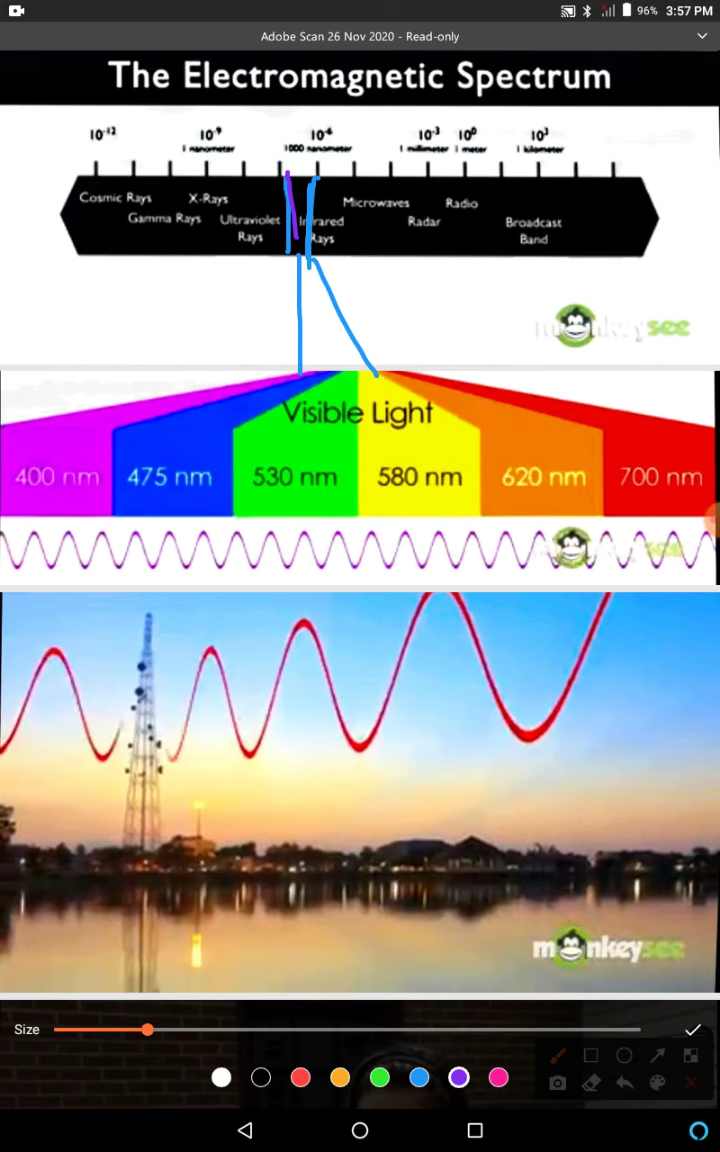 96% 3:57 PM
Adobe Scan 26 Nov 2020 - Read-only
The Electromagnetic Spectrum
10⁻¹² 10⁻⁹ 10⁻⁶ 10⁻³ 10⁰ 10³
1 nanometer 1000 nanometer 1 millimeter 1 meter 1 kilometer
Cosmic Rays X-Rays Microwaves Radio
Gamma Rays Ultraviolet Infrared Radar Broadcast
Rays Rays Band
monkeysee
Visible Light
400 nm 475 nm 530 nm 580 nm 620 nm 700 nm
monkeysee
Size